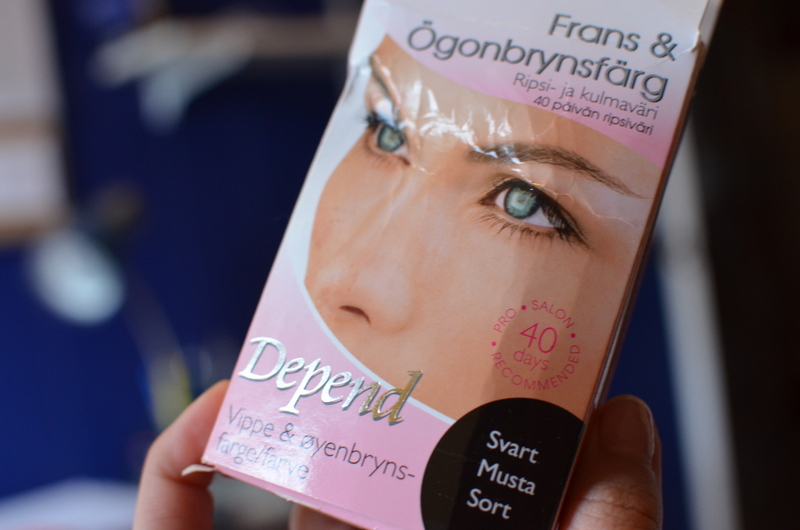 Frans &
Ögonbrynsfärg
Ripsi- ja kulmaväri
40 päivän ripsiväri
PRO • SALON • RECOMMENDED •
40
days
Depend
Vippe & øyenbryns-
farge/farve
Svart
Musta
Sort